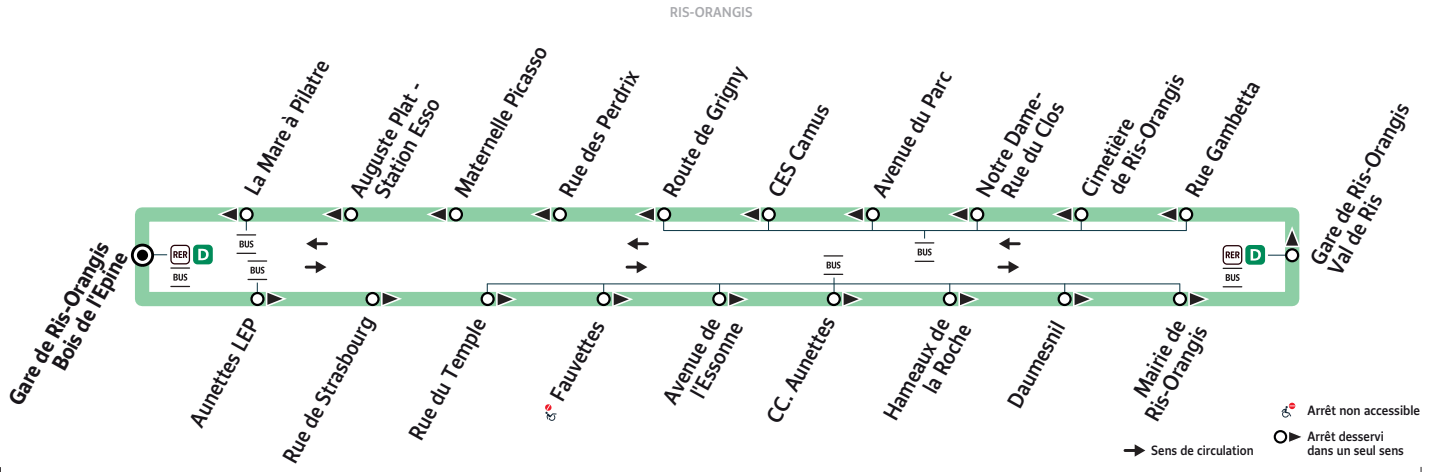 RIS-ORANGIS
La Mare à Pilatre
Auguste Plat -
Station Esso
Maternelle Picasso
Rue des Perdrix
Route de Grigny
CES Camus
Avenue du Parc
Notre Dame-
Rue du Clos
Cimetière
de Ris-Orangis
Rue Gambetta
Gare de Ris-Orangis
Val de Ris
Gare de Ris-Orangis
Bois de l'Epine
RER D
BUS
BUS
BUS
BUS
BUS
RER D
BUS
Aunettes LEP
Rue de Strasbourg
Rue du Temple
Fauvettes
Avenue de
l'Essonne
CC. Aunettes
Hameaux de
la Roche
Daumesnil
Mairie de
Ris-Orangis
Arrêt non accessible
Sens de circulation
Arrêt desservi
dans un seul sens